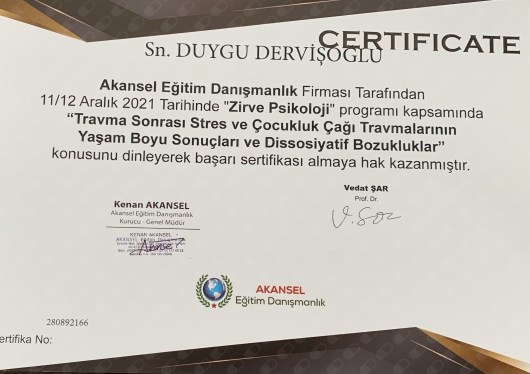 CERTIFICATE
Sn. DUYGU DERVİŞOĞLU
Akansel Eğitim Danışmanlık Firması Tarafından
11/12 Aralık 2021 Tarihinde "Zirve Psikoloji" programı kapsamında
“Travma Sonrası Stres ve Çocukluk Çağı Travmalarının
Yaşam Boyu Sonuçları ve Dissosiyatif Bozukluklar”
konusunu dinleyerek başarı sertifikası almaya hak kazanmıştır.
Kenan AKANSEL
Akansel Eğitim Danışmanlık
Kurucu - Genel Müdür
KENAN AKANSEL
Vedat ŞAR
Prof. Dr.
AKANSEL
Eğitim Danışmanlık
280892166
ertifika No: